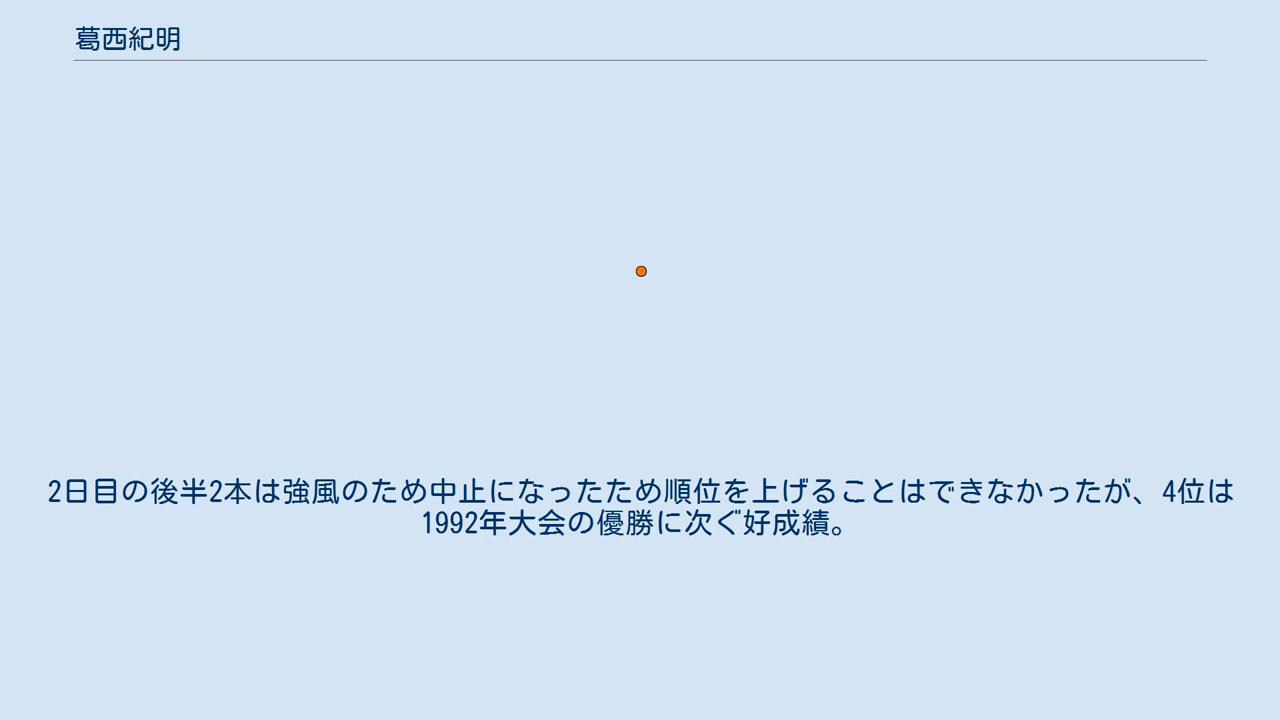 葛西紀明
2日目の後半2本は強風のため中止になったため順位を上げることはできなかったが、4位は
1992年大会の優勝に次ぐ好成績。